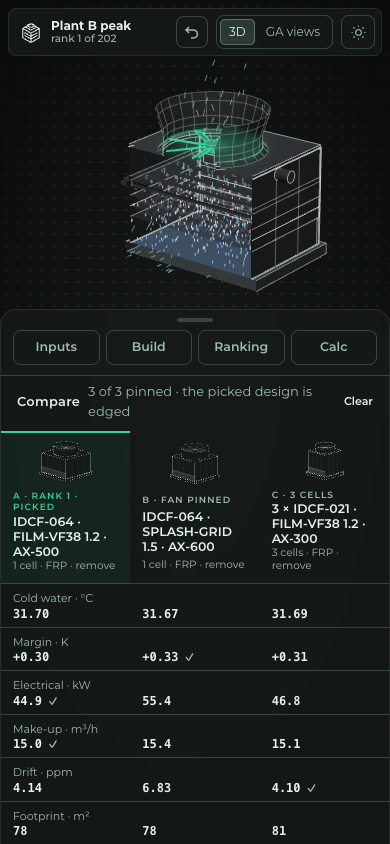 Plant B peak
rank 1 of 202
3D
GA views
Inputs
Build
Ranking
Calc
Compare
3 of 3 pinned · the picked design is
edged
Clear
A · RANK 1 ·
PICKED
IDCF-064 ·
FILM-VF38 1.2 ·
AX-500
1 cell · FRP · remove
B · FAN PINNED
IDCF-064 ·
SPLASH-GRID
1.5 · AX-600
1 cell · FRP · remove
C · 3 CELLS
3 × IDCF-021 ·
FILM-VF38 1.2 ·
AX-300
3 cells · FRP ·
remove
Cold water · °C
31.70 31.67 31.69
Margin · K
+0.30 +0.33 ✓ +0.31
Electrical · kW
44.9 ✓ 55.4 46.8
Make-up · m³/h
15.0 ✓ 15.4 15.1
Drift · ppm
4.14 6.83 4.10 ✓
Footprint · m²
78 78 81